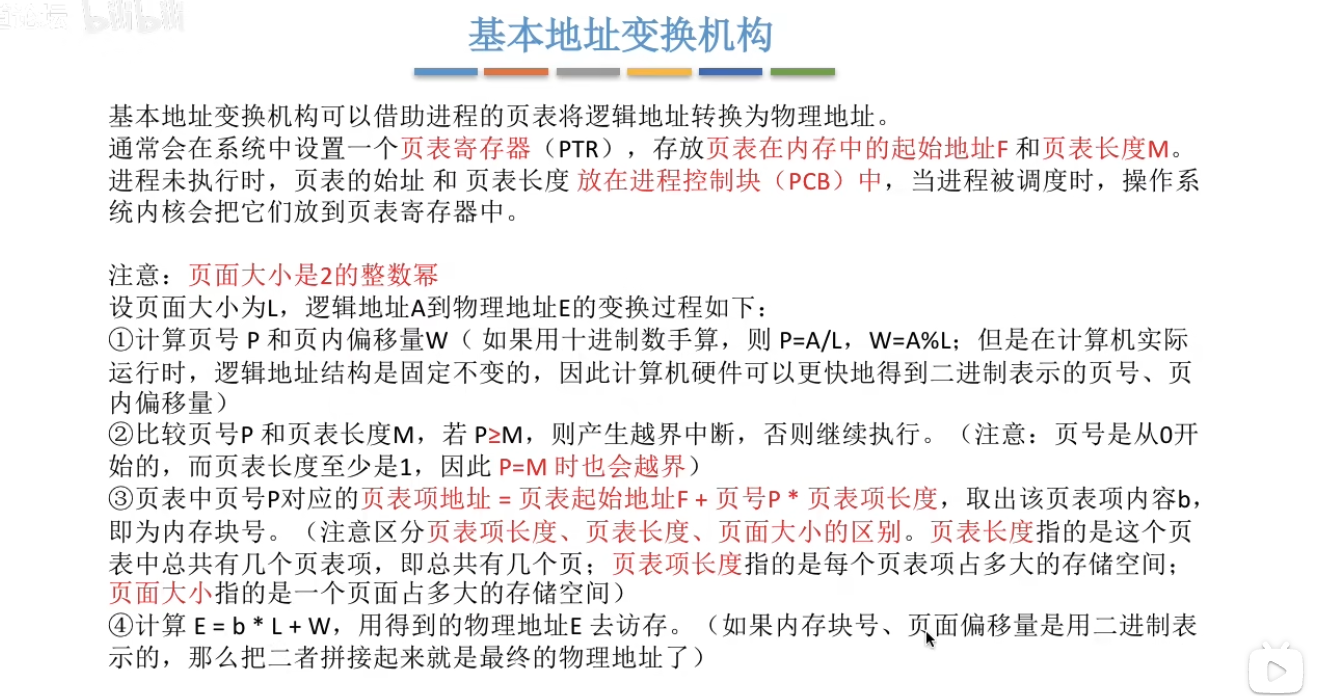 基本地址变换机构
基本地址变换机构可以借助进程的页表将逻辑地址转换为物理地址。
通常会在系统中设置一个页表寄存器（PTR），存放页表在内存中的起始地址F 和页表长度M。
进程未执行时，页表的始址 和 页表长度 放在进程控制块（PCB）中，当进程被调度时，操作系
统内核会把它们放到页表寄存器中。
注意：页面大小是2的整数幂
设页面大小为L，逻辑地址A到物理地址E的变换过程如下：
①计算页号 P 和页内偏移量W（ 如果用十进制数手算，则 P=A/L，W=A%L；但是在计算机实际
运行时，逻辑地址结构是固定不变的，因此计算机硬件可以更快地得到二进制表示的页号、页
内偏移量）
②比较页号P 和页表长度M，若 P≥M，则产生越界中断，否则继续执行。（注意：页号是从0开
始的，而页表长度至少是1，因此 P=M 时也会越界）
③页表中页号P对应的页表项地址 = 页表起始地址F + 页号P * 页表项长度，取出该页表项内容b，
即为内存块号。（注意区分页表项长度、页表长度、页面大小的区别。页表长度指的是这个页
表中总共有几个页表项，即总共有几个页；页表项长度指的是每个页表项占多大的存储空间；
页面大小指的是一个页面占多大的存储空间）
④计算 E = b * L + W，用得到的物理地址E 去访存。（如果内存块号、页面偏移量是用二进制表
示的，那么把二者拼接起来就是最终的物理地址了）